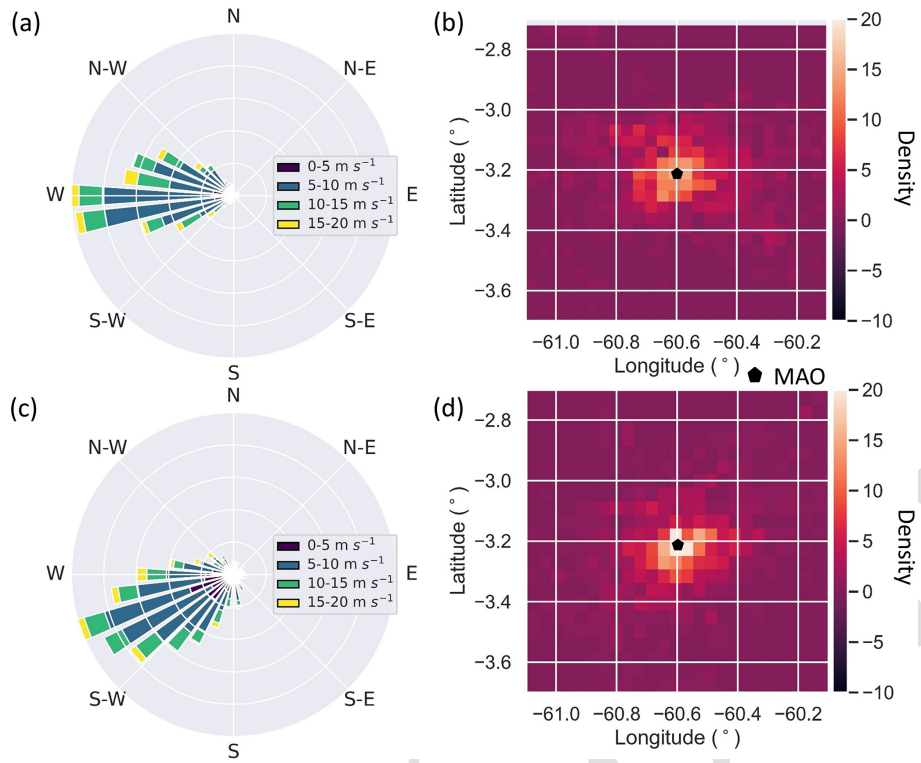 (a)
N
N-W
N-E
W
E
0-5 m s⁻¹
5-10 m s⁻¹
10-15 m s⁻¹
15-20 m s⁻¹
S-W
S-E
S
(b)
20
15
10
5
0
−5
−10
Density
−2.8
−3.0
−3.2
−3.4
−3.6
Latitude (°)
−61.0 −60.8 −60.6 −60.4 −60.2
Longitude (°)
MAO
(c)
N
N-W
N-E
W
E
0-5 m s⁻¹
5-10 m s⁻¹
10-15 m s⁻¹
15-20 m s⁻¹
S-W
S-E
S
(d)
20
15
10
5
0
−5
−10
Density
−2.8
−3.0
−3.2
−3.4
−3.6
Latitude (°)
−61.0 −60.8 −60.6 −60.4 −60.2
Longitude (°)